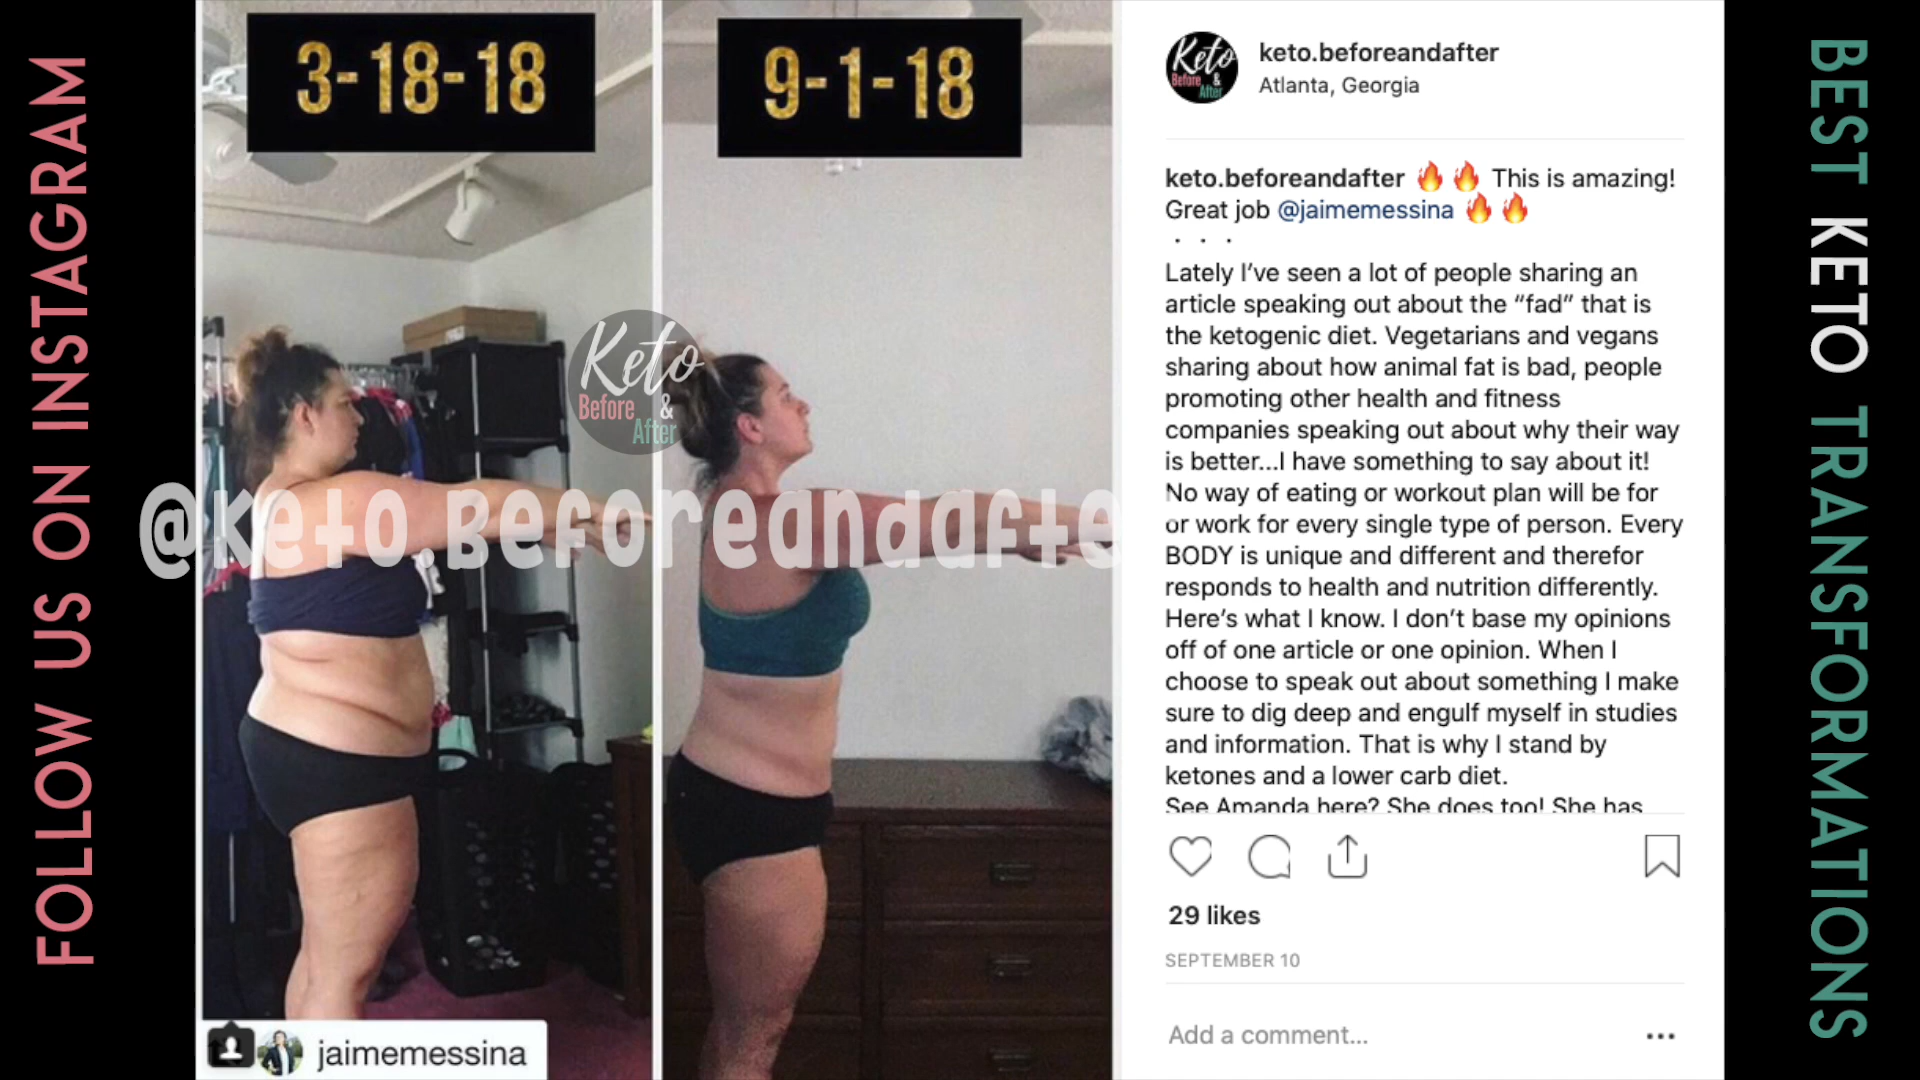 FOLLOW US ON INSTAGRAM
3-18-18
9-1-18
Keto
Before &
After
@keto.Beforeandafte
jaimemessina
Keto
Before &
After
keto.beforeandafter
Atlanta, Georgia
keto.beforeandafter 🔥🔥 This is amazing!
Great job @jaimemessina 🔥🔥
. . .
Lately I’ve seen a lot of people sharing an
article speaking out about the “fad” that is
the ketogenic diet. Vegetarians and vegans
sharing about how animal fat is bad, people
promoting other health and fitness
companies speaking out about why their way
is better...I have something to say about it!
No way of eating or workout plan will be for
or work for every single type of person. Every
BODY is unique and different and therefor
responds to health and nutrition differently.
Here’s what I know. I don’t base my opinions
off of one article or one opinion. When I
choose to speak out about something I make
sure to dig deep and engulf myself in studies
and information. That is why I stand by
ketones and a lower carb diet.
See Amanda here? She does too! She has
29 likes
SEPTEMBER 10
Add a comment...
BEST KETO TRANSFORMATIONS